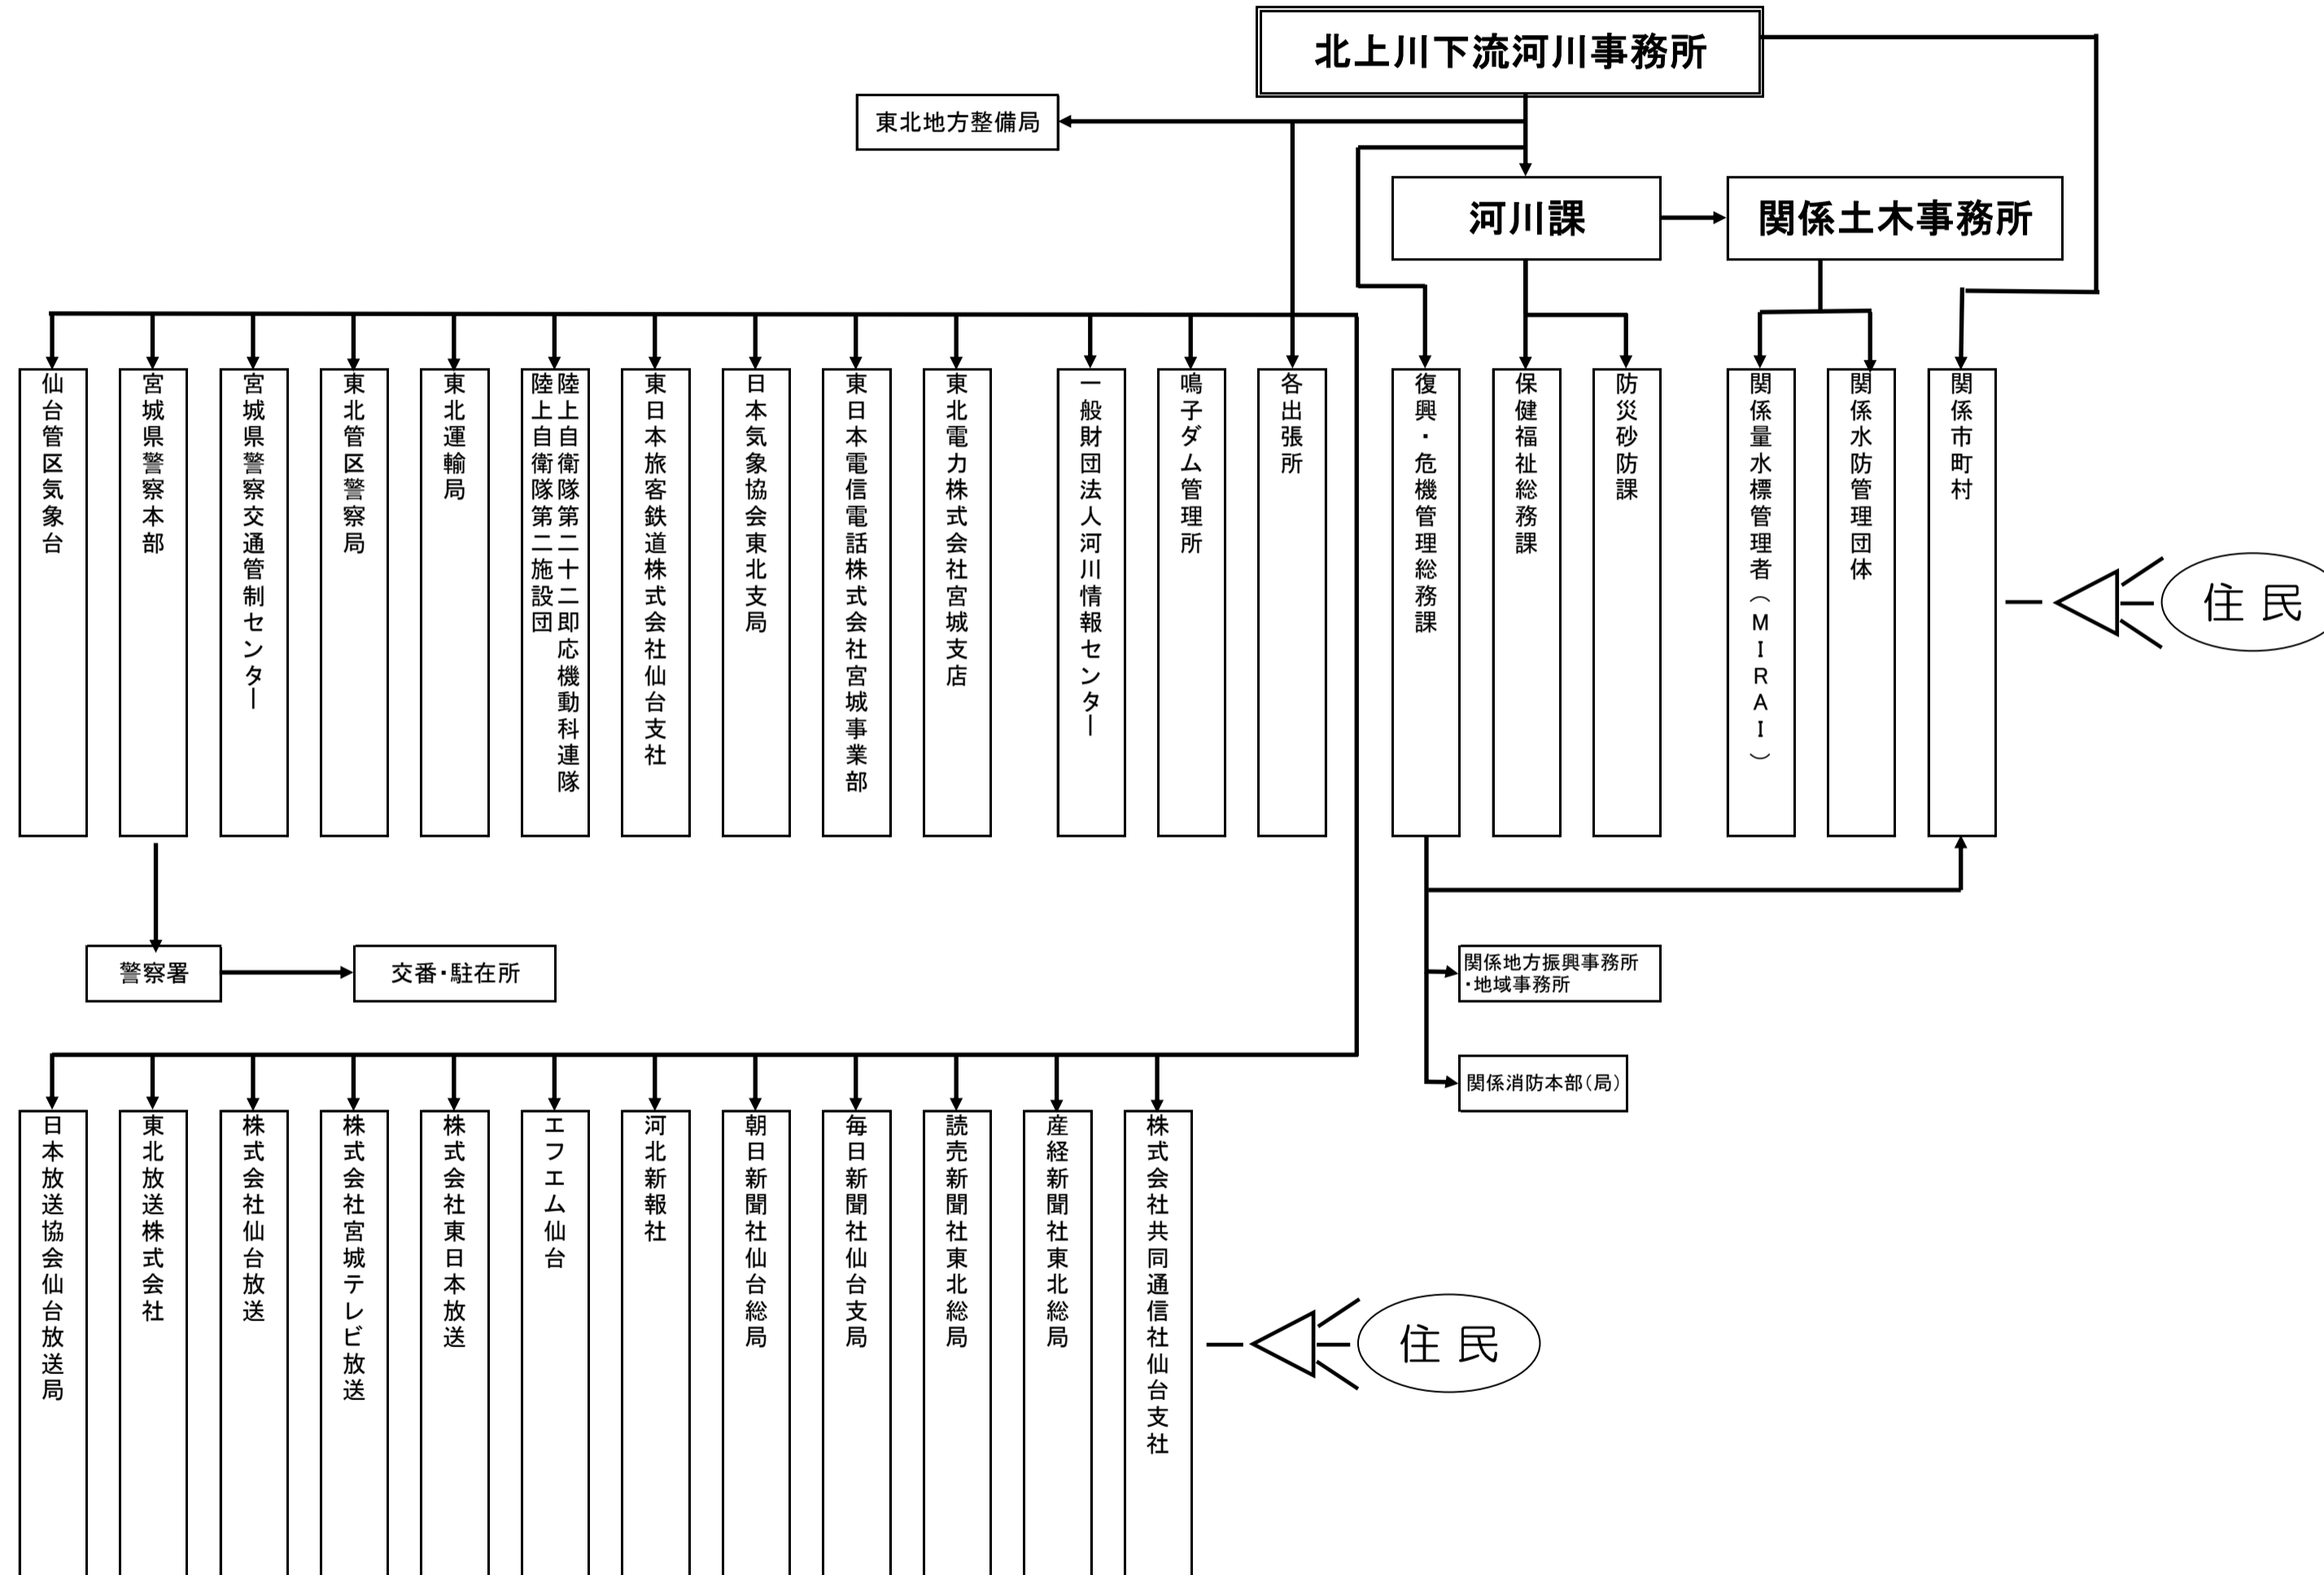 北上川下流河川事務所
東北地方整備局
河川課
関係土木事務所
仙台管区気象台
宮城県警察本部
宮城県警察交通管制センター
東北管区警察局
東北運輸局
陸上自衛隊第二十二即応機動科連隊
陸上自衛隊第二施設団
東日本旅客鉄道株式会社仙台支社
日本気象協会東北支局
東日本電信電話株式会社宮城事業部
東北電力株式会社宮城支店
一般財団法人河川情報センター
鳴子ダム管理所
各出張所
復興・危機管理総務課
保健福祉総務課
防災砂防課
関係量水標管理者（ＭＩＲＡＩ）
関係水防管理団体
関係市町村
住民
警察署
交番・駐在所
関係地方振興事務所
・地域事務所
関係消防本部（局）
日本放送協会仙台放送局
東北放送株式会社
株式会社仙台放送
株式会社宮城テレビ放送
株式会社東日本放送
エフエム仙台
河北新報社
朝日新聞社仙台総局
毎日新聞社仙台支局
読売新聞社東北総局
産経新聞社東北総局
株式会社共同通信社仙台支社
住民